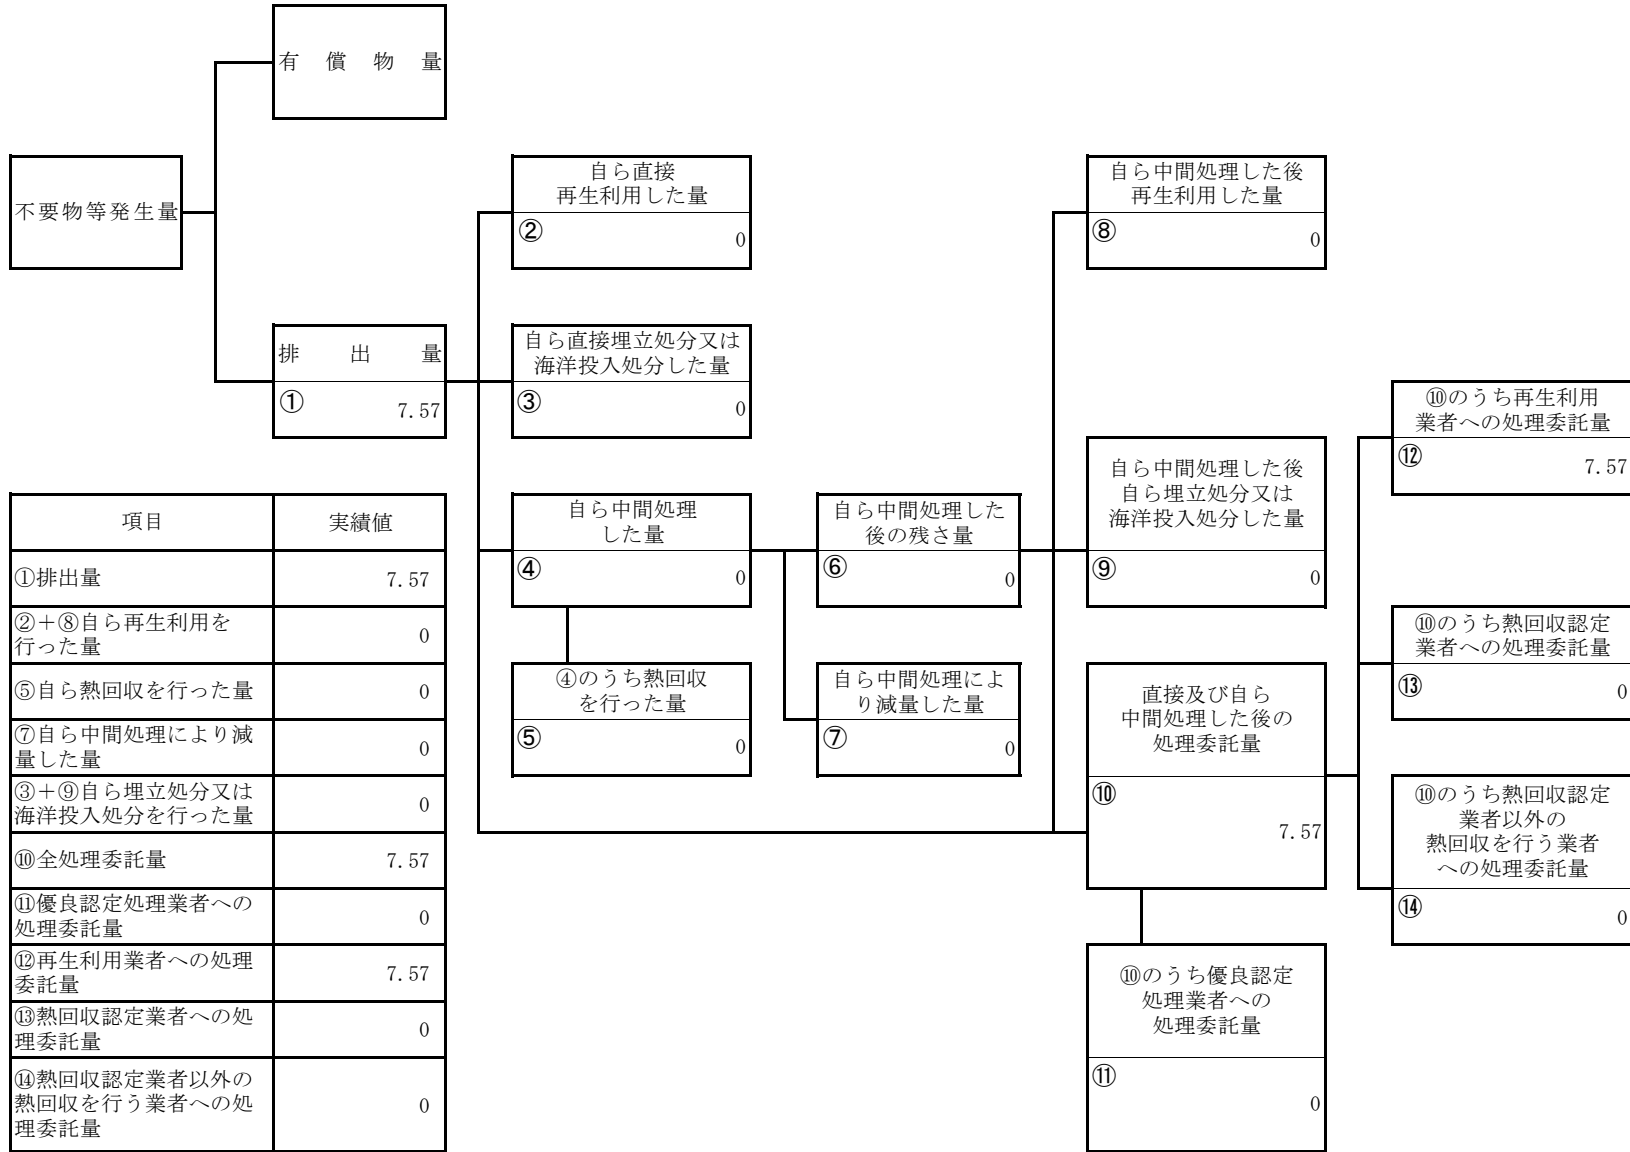 有償物量
不要物等発生量
排出量
① 7.57
自ら直接
再生利用した量
② 0
自ら直接埋立処分又は
海洋投入処分した量
③ 0
自ら中間処理
した量
④ 0
④のうち熱回収
を行った量
⑤ 0
自ら中間処理した
後の残さ量
⑥ 0
自ら中間処理によ
り減量した量
⑦ 0
自ら中間処理した後
再生利用した量
⑧ 0
自ら中間処理した後
自ら埋立処分又は
海洋投入処分した量
⑨ 0
直接及び自ら
中間処理した後の
処理委託量
⑩
7.57
⑩のうち優良認定
処理業者への
処理委託量
⑪
0
⑩のうち再生利用
業者への処理委託量
⑫ 7.57
⑩のうち熱回収認定
業者への処理委託量
⑬ 0
⑩のうち熱回収認定
業者以外の
熱回収を行う業者
への処理委託量
⑭ 0
項目 実績値
①排出量 7.57
②＋⑧自ら再生利用を
行った量 0
⑤自ら熱回収を行った量 0
⑦自ら中間処理により減
量した量 0
③＋⑨自ら埋立処分又は
海洋投入処分を行った量 0
⑩全処理委託量 7.57
⑪優良認定処理業者への
処理委託量 0
⑫再生利用業者への処理
委託量 7.57
⑬熱回収認定業者への処
理委託量 0
⑭熱回収認定業者以外の
熱回収を行う業者への処
理委託量 0